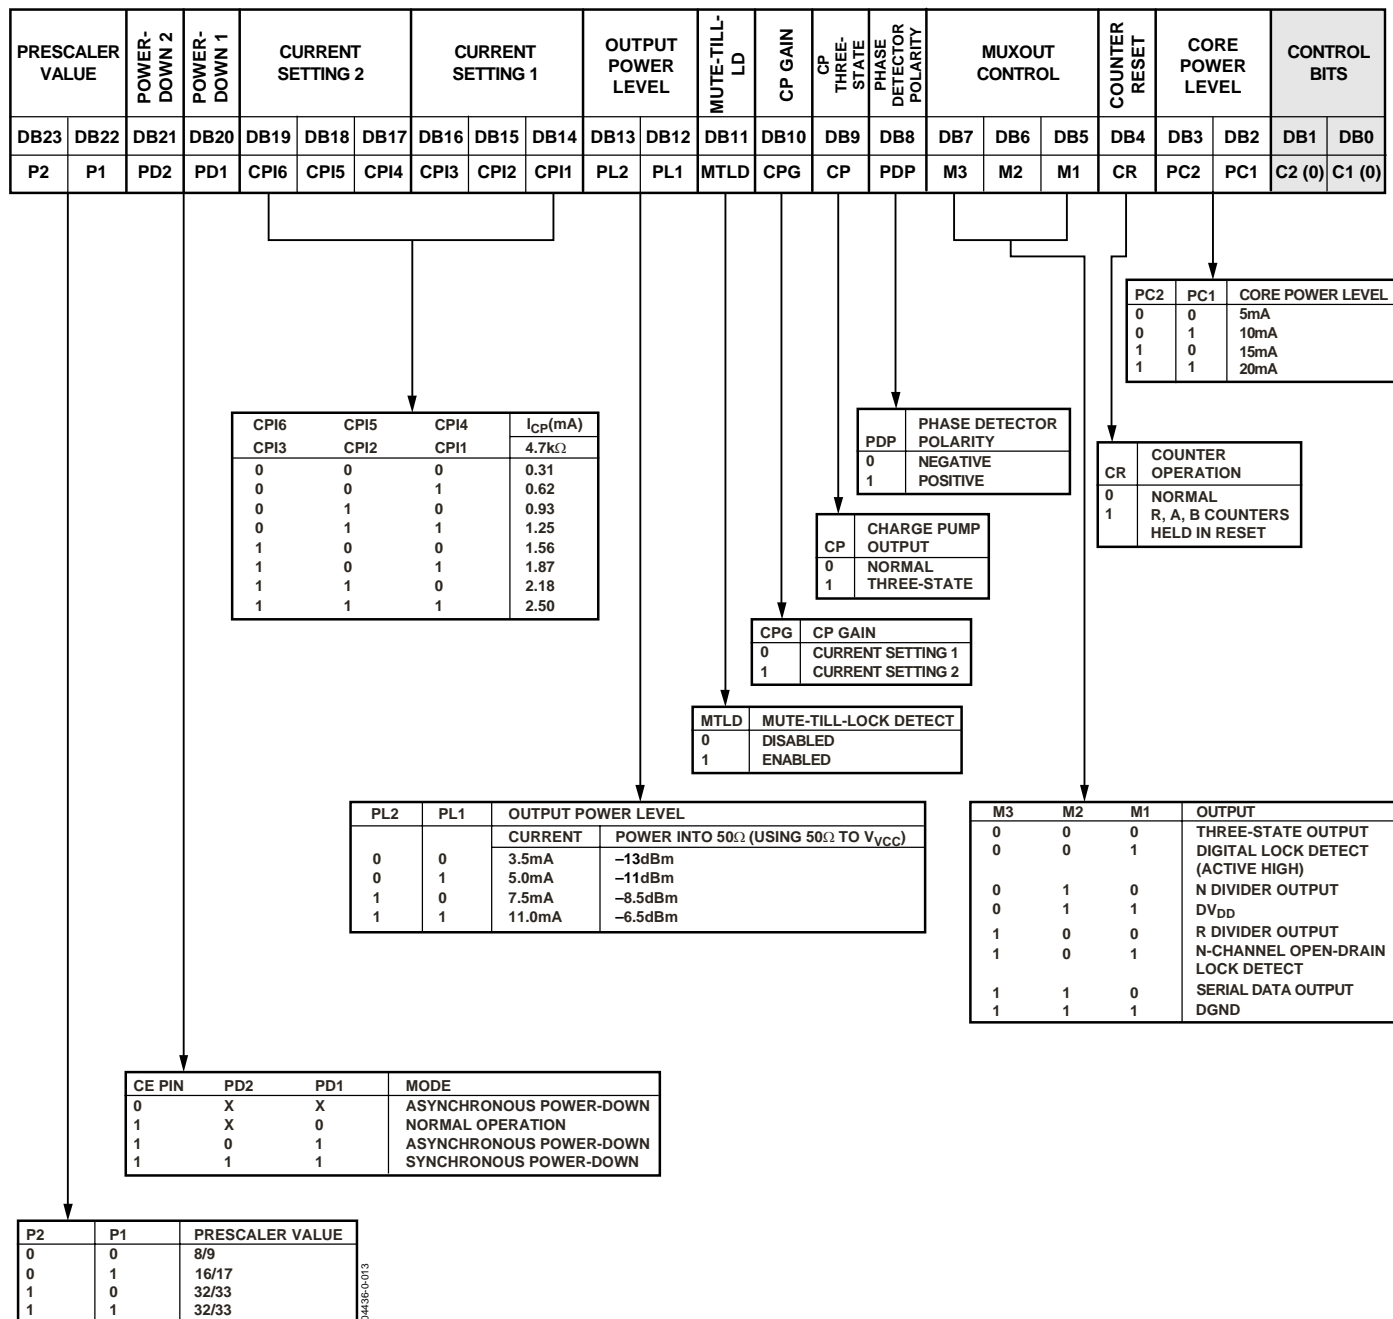 PRESCALER VALUE POWER-DOWN 2 POWER-DOWN 1 CURRENT SETTING 2 CURRENT SETTING 1 OUTPUT POWER LEVEL MUTE-TILL-LD CP GAIN CP THREE-STATE PHASE DETECTOR POLARITY MUXOUT CONTROL COUNTER RESET CORE POWER LEVEL CONTROL BITS
DB23 DB22 DB21 DB20 DB19 DB18 DB17 DB16 DB15 DB14 DB13 DB12 DB11 DB10 DB9 DB8 DB7 DB6 DB5 DB4 DB3 DB2 DB1 DB0
P2 P1 PD2 PD1 CPI6 CPI5 CPI4 CPI3 CPI2 CPI1 PL2 PL1 MTLD CPG CP PDP M3 M2 M1 CR PC2 PC1 C2 (0) C1 (0)
PC2 PC1 CORE POWER LEVEL
0 0 5mA
0 1 10mA
1 0 15mA
1 1 20mA
CPI6 CPI5 CPI4 ICP(mA)
CPI3 CPI2 CPI1 4.7kΩ
0 0 0 0.31
0 0 1 0.62
0 1 0 0.93
0 1 1 1.25
1 0 0 1.56
1 0 1 1.87
1 1 0 2.18
1 1 1 2.50
PHASE DETECTOR
PDP POLARITY
0 NEGATIVE
1 POSITIVE
COUNTER
CR OPERATION
0 NORMAL
1 R, A, B COUNTERS
HELD IN RESET
CHARGE PUMP
CP OUTPUT
0 NORMAL
1 THREE-STATE
CPG CP GAIN
0 CURRENT SETTING 1
1 CURRENT SETTING 2
MTLD MUTE-TILL-LOCK DETECT
0 DISABLED
1 ENABLED
PL2 PL1 OUTPUT POWER LEVEL
CURRENT POWER INTO 50Ω (USING 50Ω TO VVCC)
0 0 3.5mA –13dBm
0 1 5.0mA –11dBm
1 0 7.5mA –8.5dBm
1 1 11.0mA –6.5dBm
M3 M2 M1 OUTPUT
0 0 0 THREE-STATE OUTPUT
0 0 1 DIGITAL LOCK DETECT
(ACTIVE HIGH)
0 1 0 N DIVIDER OUTPUT
0 1 1 DVDD
1 0 0 R DIVIDER OUTPUT
1 0 1 N-CHANNEL OPEN-DRAIN
LOCK DETECT
1 1 0 SERIAL DATA OUTPUT
1 1 1 DGND
CE PIN PD2 PD1 MODE
0 X X ASYNCHRONOUS POWER-DOWN
1 X 0 NORMAL OPERATION
1 0 1 ASYNCHRONOUS POWER-DOWN
1 1 1 SYNCHRONOUS POWER-DOWN
P2 P1 PRESCALER VALUE
0 0 8/9
0 1 16/17
1 0 32/33
1 1 32/33
04436-0-013